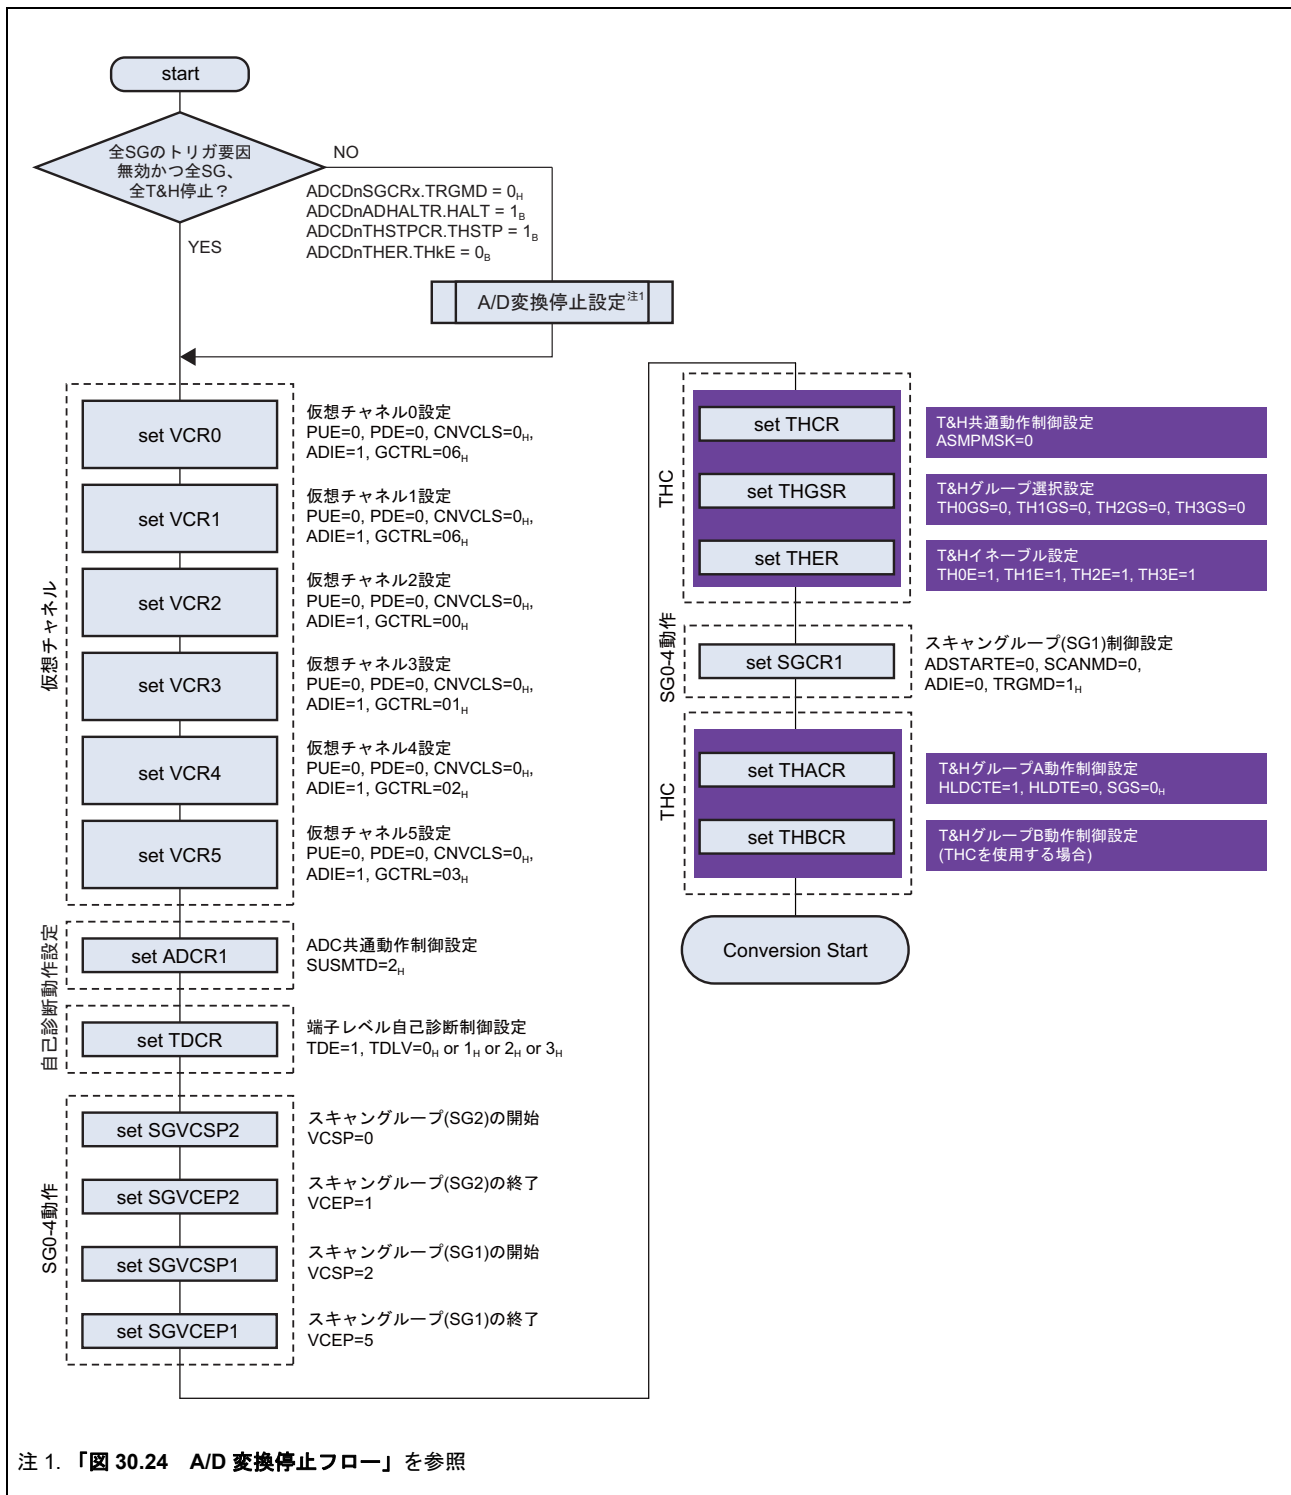 start
全SGのトリガ要因
無効かつ全SG、
全T&H停止？
NO
YES
ADCDnSGCRx.TRGMD = 0H
ADCDnADHALTR.HALT = 1B
ADCDnTHSTPCR.THSTP = 1B
ADCDnTHER.THkE = 0B
A/D変換停止設定注1
仮想チャネル
set VCR0
仮想チャネル0設定
PUE=0, PDE=0, CNVCLS=0H,
ADIE=1, GCTRL=06H
set VCR1
仮想チャネル1設定
PUE=0, PDE=0, CNVCLS=0H,
ADIE=1, GCTRL=06H
set VCR2
仮想チャネル2設定
PUE=0, PDE=0, CNVCLS=0H,
ADIE=1, GCTRL=00H
set VCR3
仮想チャネル3設定
PUE=0, PDE=0, CNVCLS=0H,
ADIE=1, GCTRL=01H
set VCR4
仮想チャネル4設定
PUE=0, PDE=0, CNVCLS=0H,
ADIE=1, GCTRL=02H
set VCR5
仮想チャネル5設定
PUE=0, PDE=0, CNVCLS=0H,
ADIE=1, GCTRL=03H
自己診断動作設定
set ADCR1
ADC共通動作制御設定
SUSMTD=2H
set TDCR
端子レベル自己診断制御設定
TDE=1, TDLV=0H or 1H or 2H or 3H
SG0-4動作
set SGVCSP2
スキャングループ(SG2)の開始
VCSP=0
set SGVCEP2
スキャングループ(SG2)の終了
VCEP=1
set SGVCSP1
スキャングループ(SG1)の開始
VCSP=2
set SGVCEP1
スキャングループ(SG1)の終了
VCEP=5
THC
set THCR
T&H共通動作制御設定
ASMPMSK=0
set THGSR
T&Hグループ選択設定
TH0GS=0, TH1GS=0, TH2GS=0, TH3GS=0
set THER
T&Hイネーブル設定
TH0E=1, TH1E=1, TH2E=1, TH3E=1
SG0-4動作
set SGCR1
スキャングループ(SG1)制御設定
ADSTARTE=0, SCANMD=0,
ADIE=0, TRGMD=1H
THC
set THACR
T&HグループA動作制御設定
HLDCTE=1, HLDTE=0, SGS=0H
set THBCR
T&HグループB動作制御設定
(THCを使用する場合)
Conversion Start
注 1. 「図 30.24 A/D 変換停止フロー」を参照